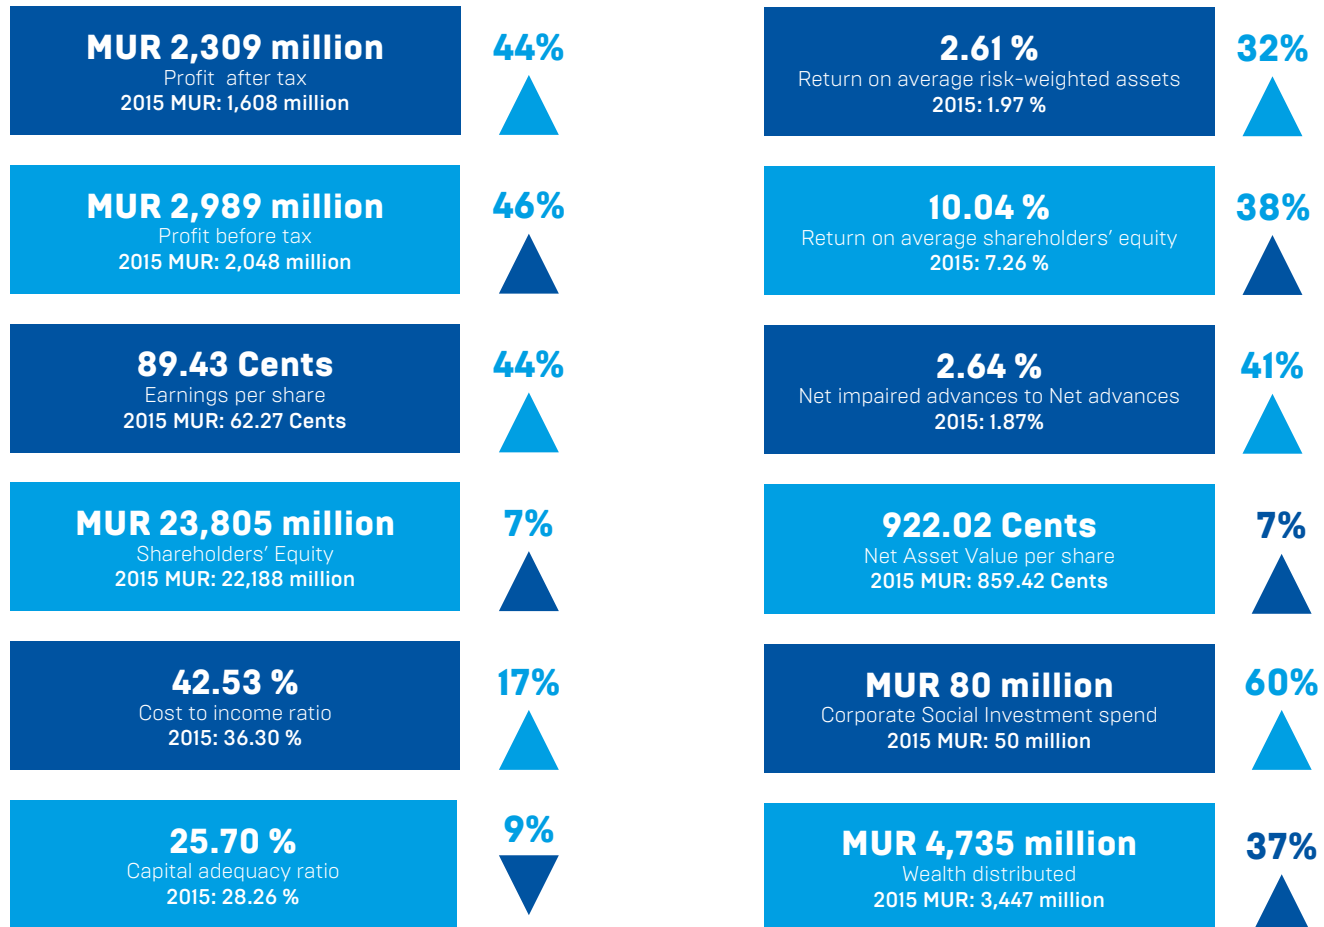 MUR 2,309 million
Profit after tax
2015 MUR: 1,608 million
44%
MUR 2,989 million
Profit before tax
2015 MUR: 2,048 million
46%
89.43 Cents
Earnings per share
2015 MUR: 62.27 Cents
44%
MUR 23,805 million
Shareholders’ Equity
2015 MUR: 22,188 million
7%
42.53 %
Cost to income ratio
2015: 36.30 %
17%
25.70 %
Capital adequacy ratio
2015: 28.26 %
9%
2.61 %
Return on average risk-weighted assets
2015: 1.97 %
32%
10.04 %
Return on average shareholders’ equity
2015: 7.26 %
38%
2.64 %
Net impaired advances to Net advances
2015: 1.87%
41%
922.02 Cents
Net Asset Value per share
2015 MUR: 859.42 Cents
7%
MUR 80 million
Corporate Social Investment spend
2015 MUR: 50 million
60%
MUR 4,735 million
Wealth distributed
2015 MUR: 3,447 million
37%